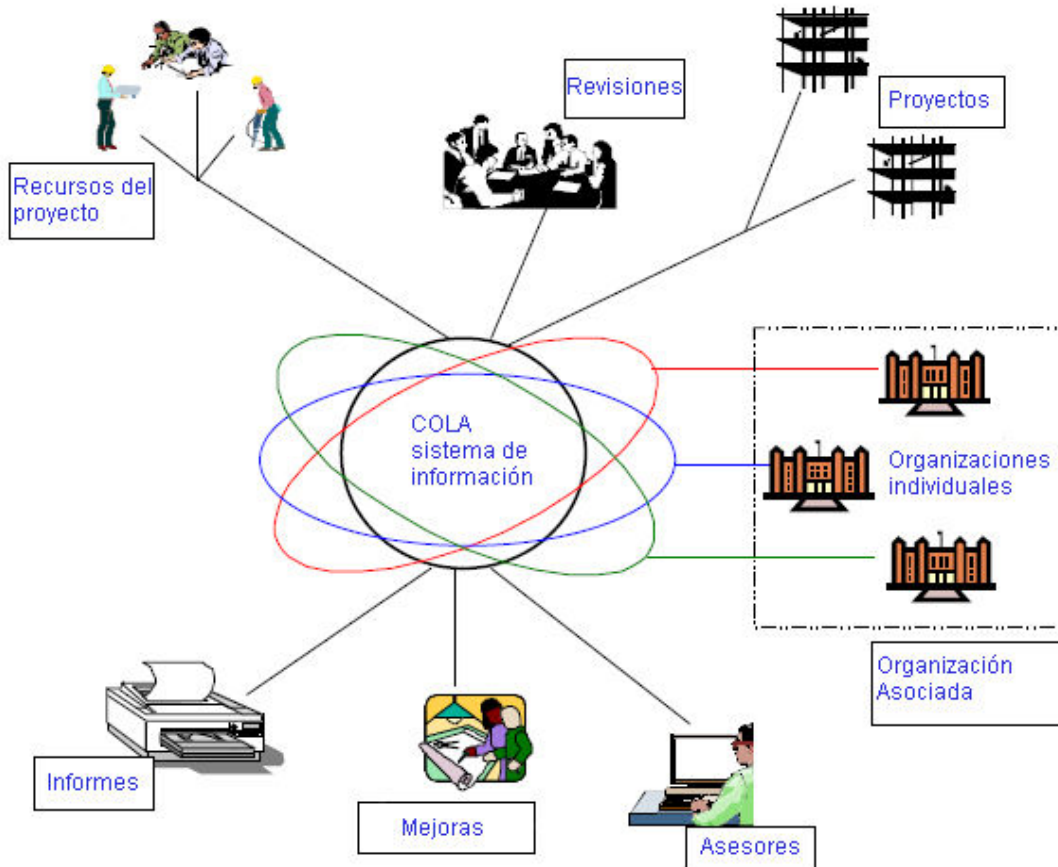 Revisiones
Proyectos
Recursos del
proyecto
COLA
sistema de
información
Organizaciones
individuales
Organización
Asociada
Informes
Mejoras
Asesores